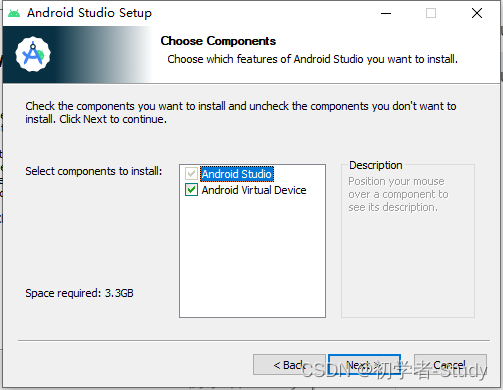 Android Studio Setup
Choose Components
Choose which features of Android Studio you want to install.
Check the components you want to install and uncheck the components you don't want to
install. Click Next to continue.
Select components to install:
Android Studio
Android Virtual Device
Description
Position your mouse
over a component to
see its description.
Space required: 3.3GB
< Back
Next >
Cancel
CSDN @初学者-Study